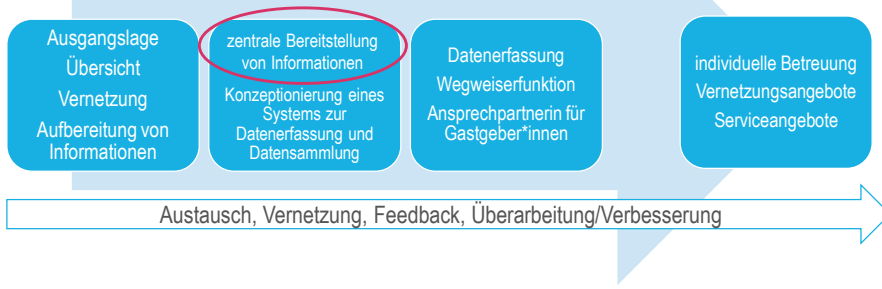 Ausgangslage
Übersicht
Vernetzung
Aufbereitung von
Informationen
zentrale Bereitstellung
von Informationen
Konzeptionierung eines
Systems zur
Datenerfassung und
Datensammlung
Datenerfassung
Wegweiserfunktion
Ansprechpartnerin für
Gastgeber*innen
individuelle Betreuung
Vernetzungsangebote
Serviceangebote
Austausch, Vernetzung, Feedback, Überarbeitung/Verbesserung